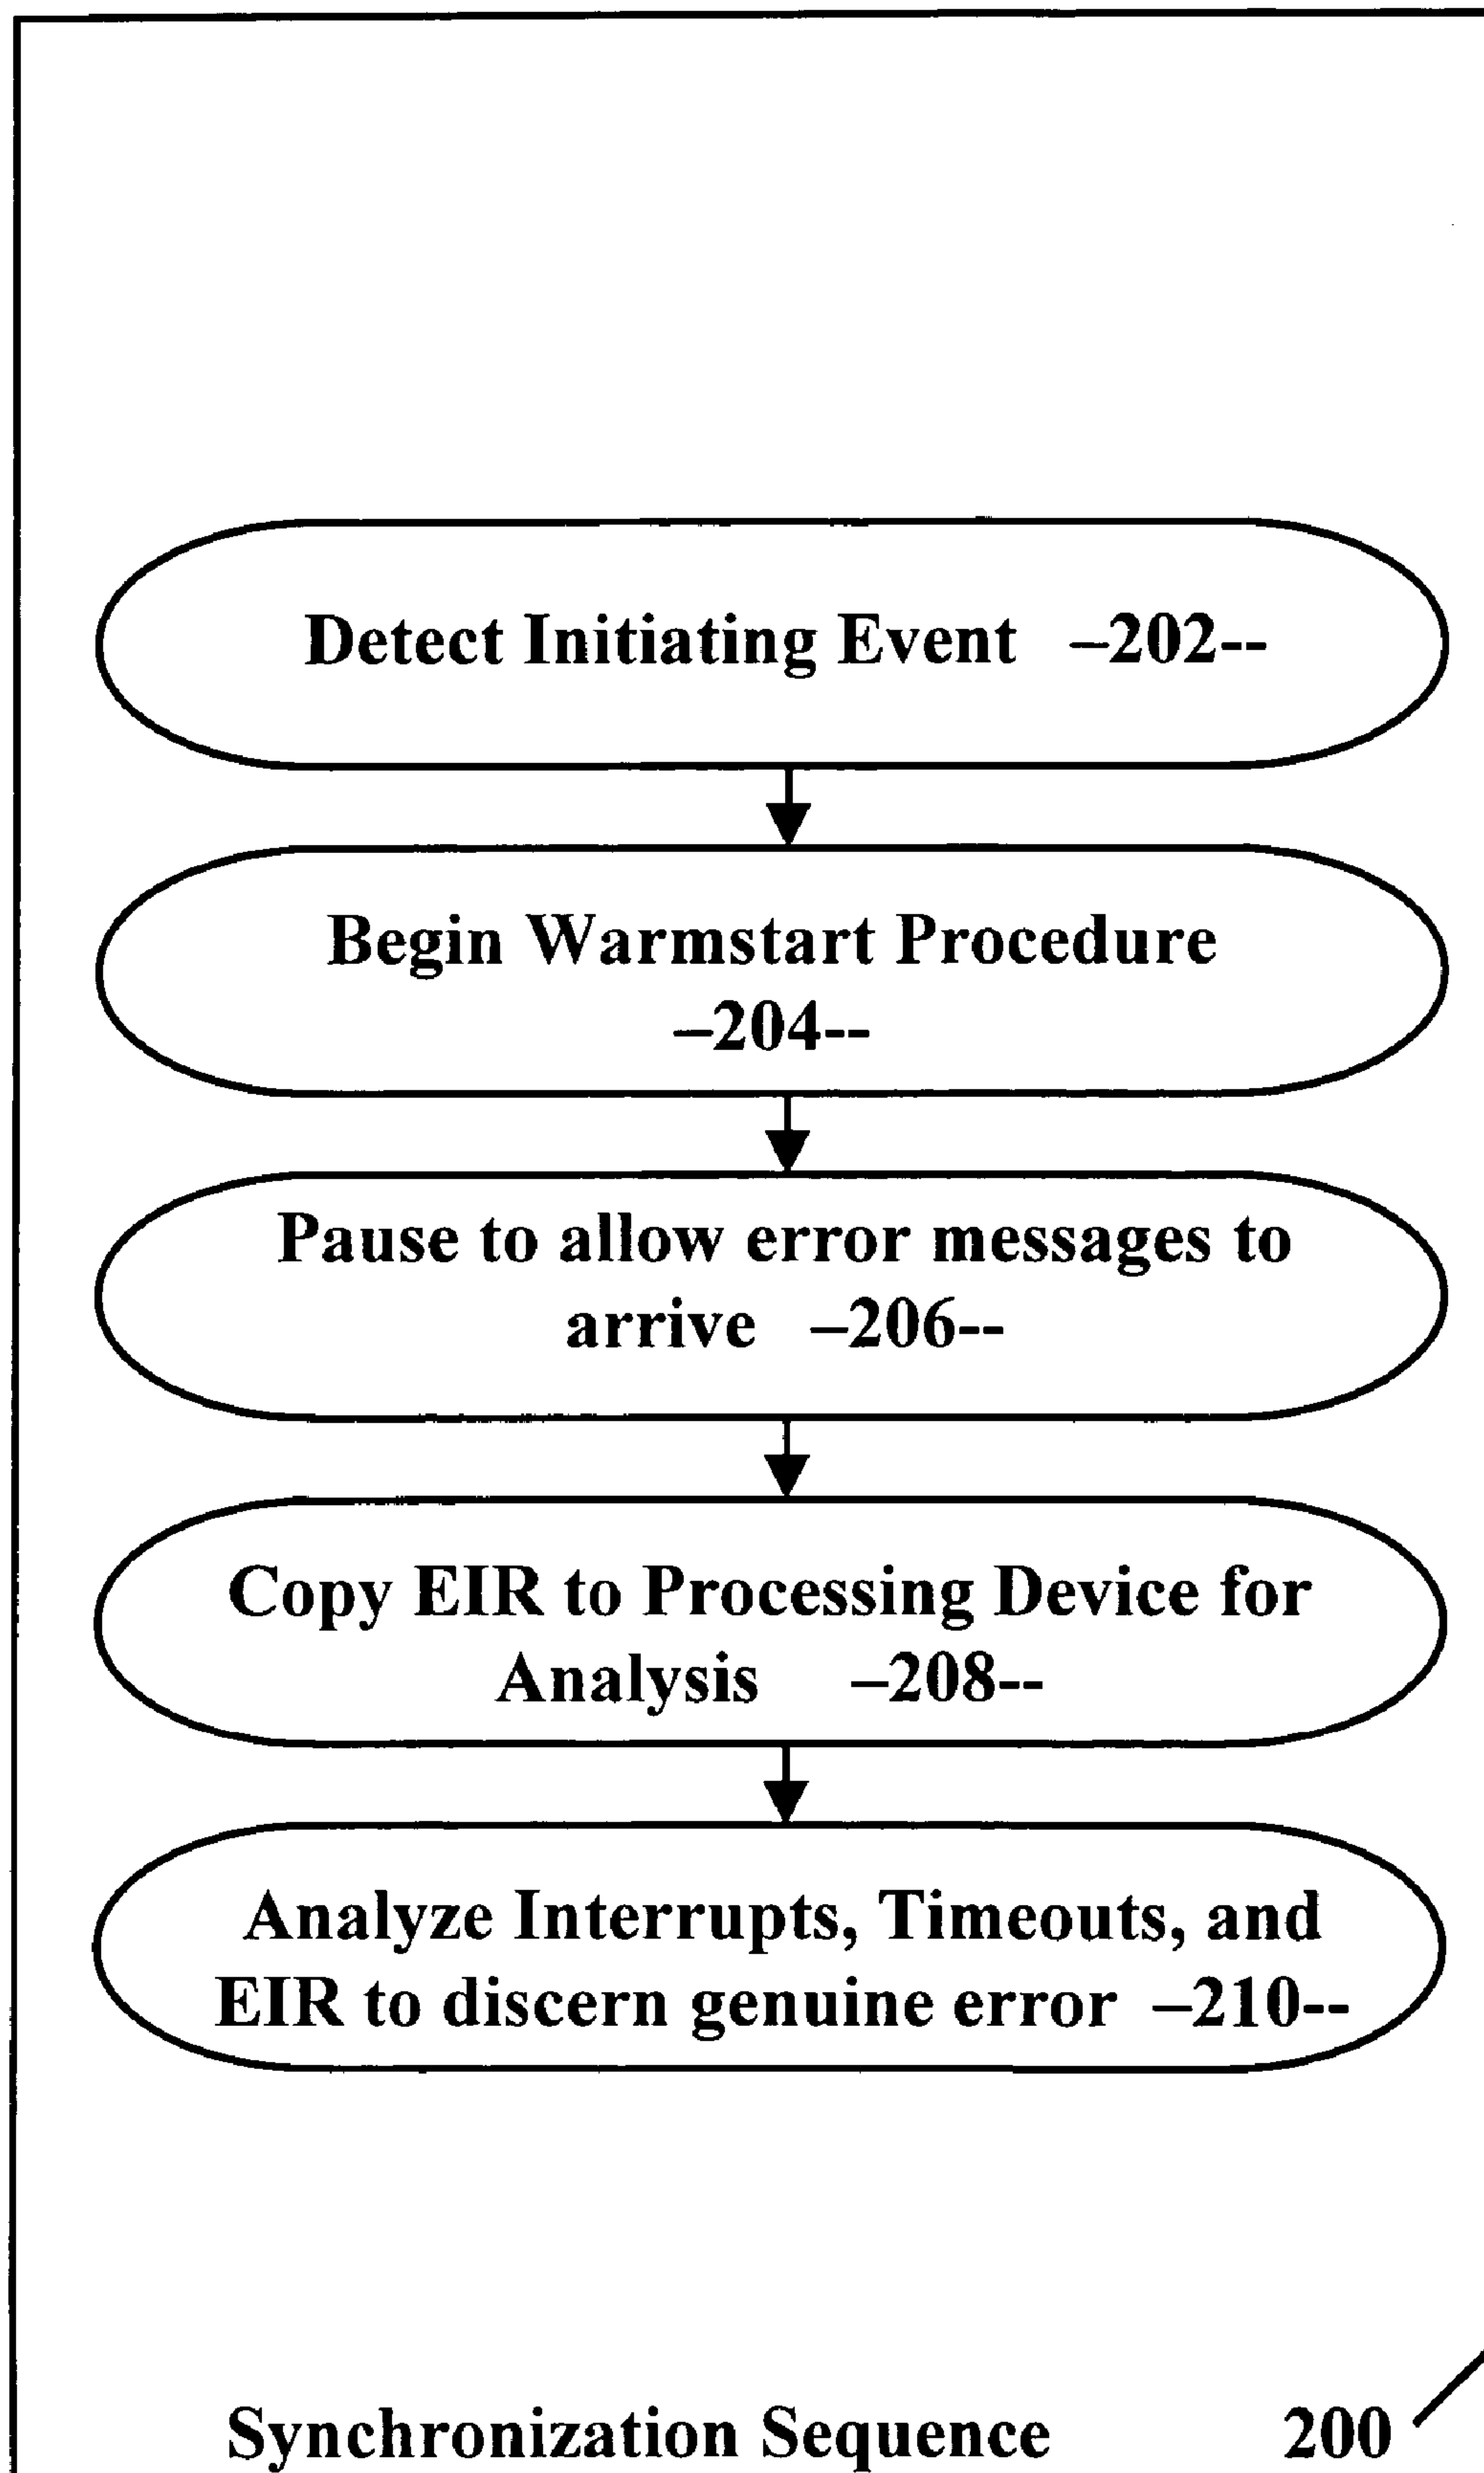 Detect Initiating Event –202--
Begin Warmstart Procedure
–204--
Pause to allow error messages to
arrive –206--
Copy EIR to Processing Device for
Analysis –208--
Analyze Interrupts, Timeouts, and
EIR to discern genuine error –210--
Synchronization Sequence 200